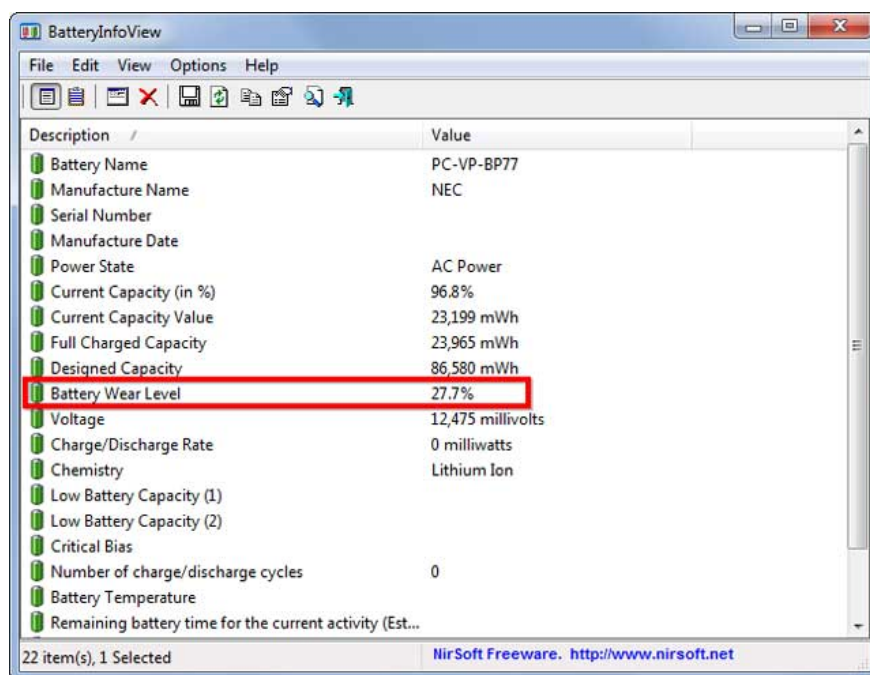 BatteryInfoView
File Edit View Options Help
Description / Value
Battery Name PC-VP-BP77
Manufacture Name NEC
Serial Number
Manufacture Date
Power State AC Power
Current Capacity (in %) 96.8%
Current Capacity Value 23,199 mWh
Full Charged Capacity 23,965 mWh
Designed Capacity 86,580 mWh
Battery Wear Level 27.7%
Voltage 12,475 millivolts
Charge/Discharge Rate 0 milliwatts
Chemistry Lithium Ion
Low Battery Capacity (1)
Low Battery Capacity (2)
Critical Bias
Number of charge/discharge cycles 0
Battery Temperature
Remaining battery time for the current activity (Est...
22 item(s), 1 Selected NirSoft Freeware. http://www.nirsoft.net